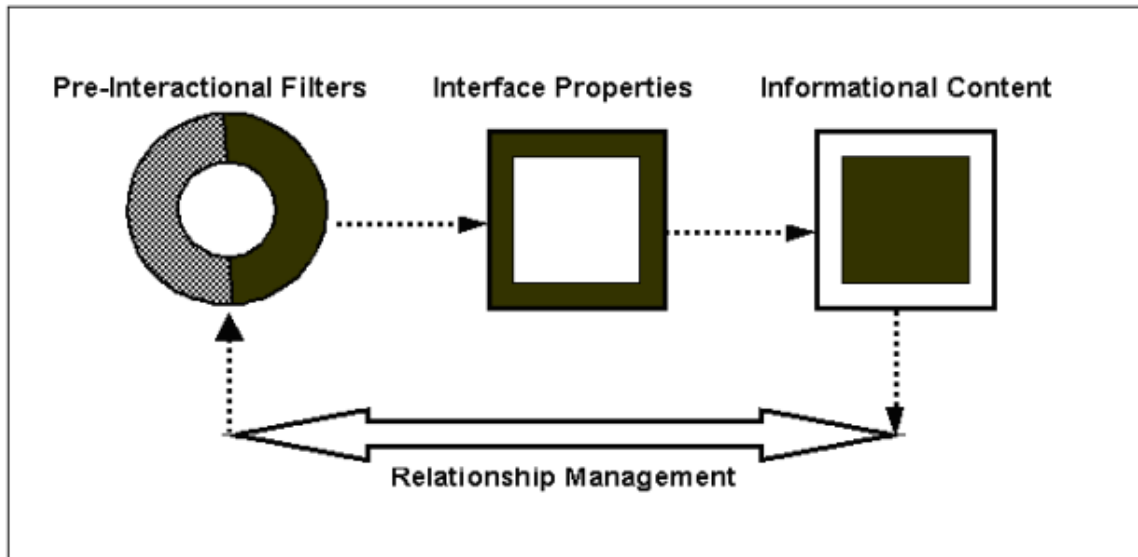 Pre-Interactional Filters
Interface Properties
Informational Content
Relationship Management